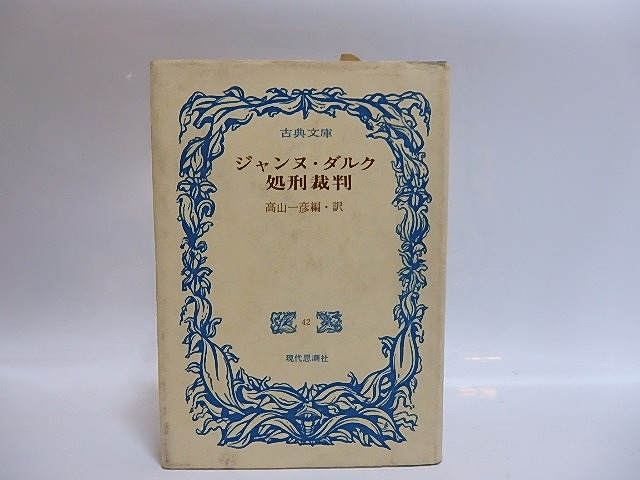 古典文庫
ジャンヌ・ダルク
処刑裁判
高山一彦編・訳
42
現代思潮社